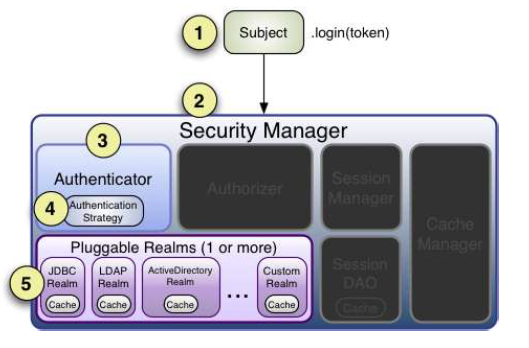 1
Subject
.login(token)
2
Security Manager
3
Authenticator
4
Authentication
Strategy
Authorizer
Session
Manager
Cache
Manager
Session
DAO
Cache
Pluggable Realms (1 or more)
5
JDBC
Realm
Cache
LDAP
Realm
Cache
ActiveDirectory
Realm
Cache
...
Custom
Realm
Cache